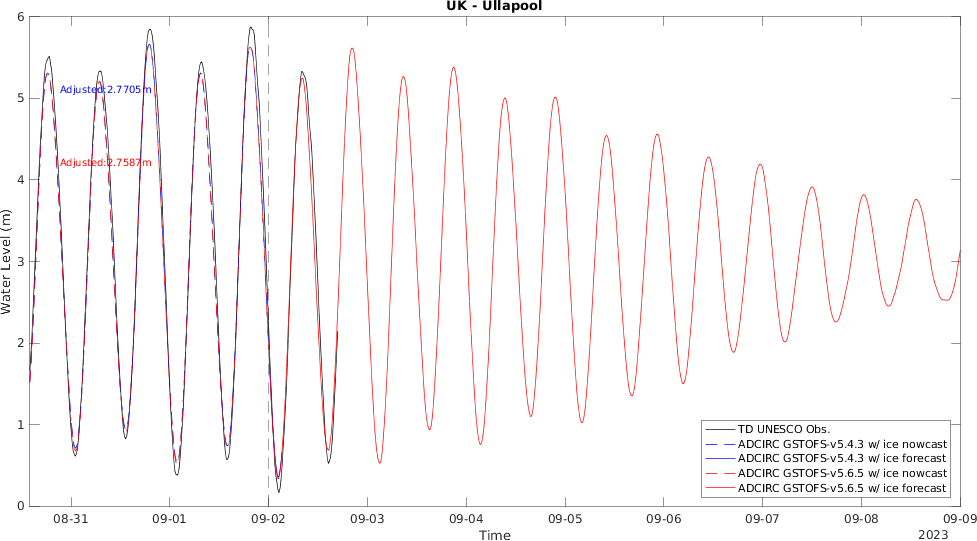 UK - Ullapool
6
5
4
3
2
1
0
Water Level (m)
Adjusted:2.7705m
Adjusted:2.7587m
TD UNESCO Obs.
ADCIRC GSTOFS-v5.4.3 w/ ice nowcast
ADCIRC GSTOFS-v5.4.3 w/ ice forecast
ADCIRC GSTOFS-v5.6.5 w/ ice nowcast
ADCIRC GSTOFS-v5.6.5 w/ ice forecast
08-31 09-01 09-02 09-03 09-04 09-05 09-06 09-07 09-08 09-09
Time
2023